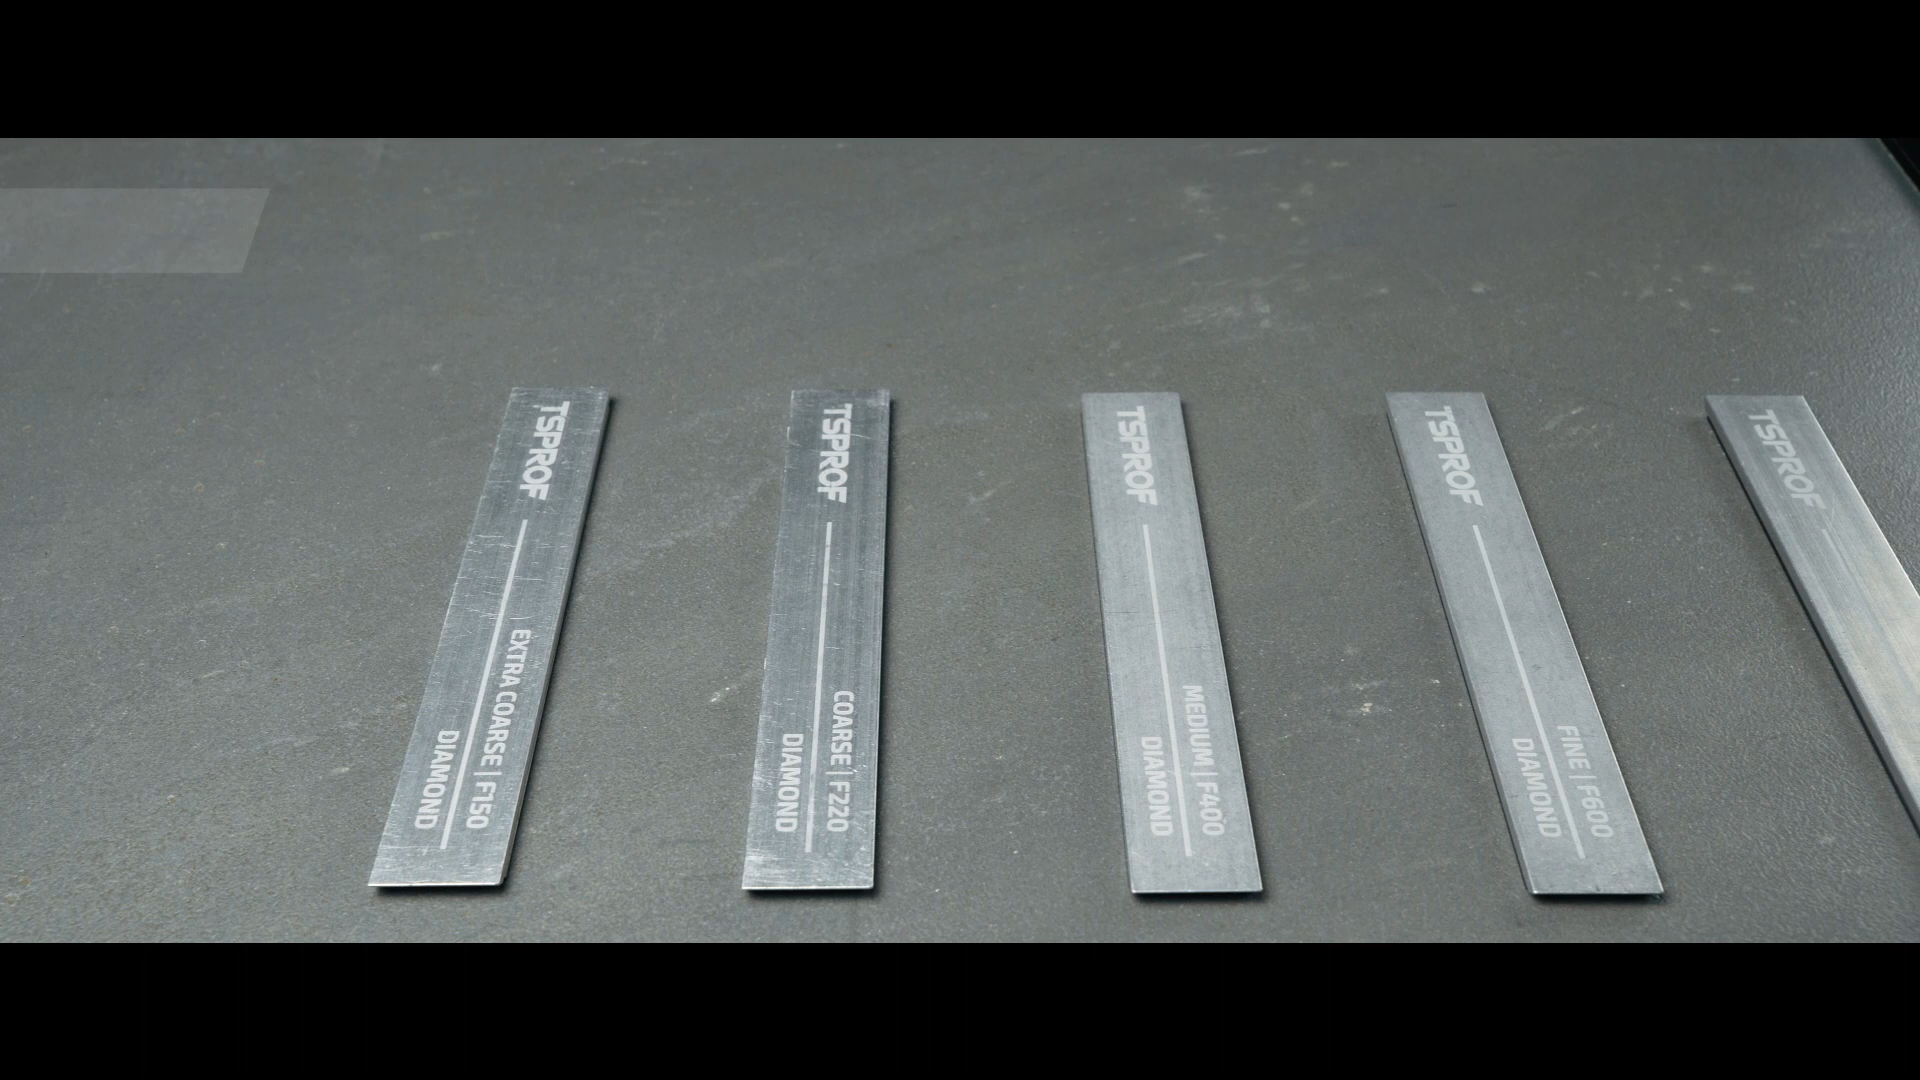 TSPROF
EXTRA COARSE | F150
DIAMOND
TSPROF
COARSE | F220
DIAMOND
TSPROF
MEDIUM | F400
DIAMOND
TSPROF
FINE | F600
DIAMOND
TSPROF